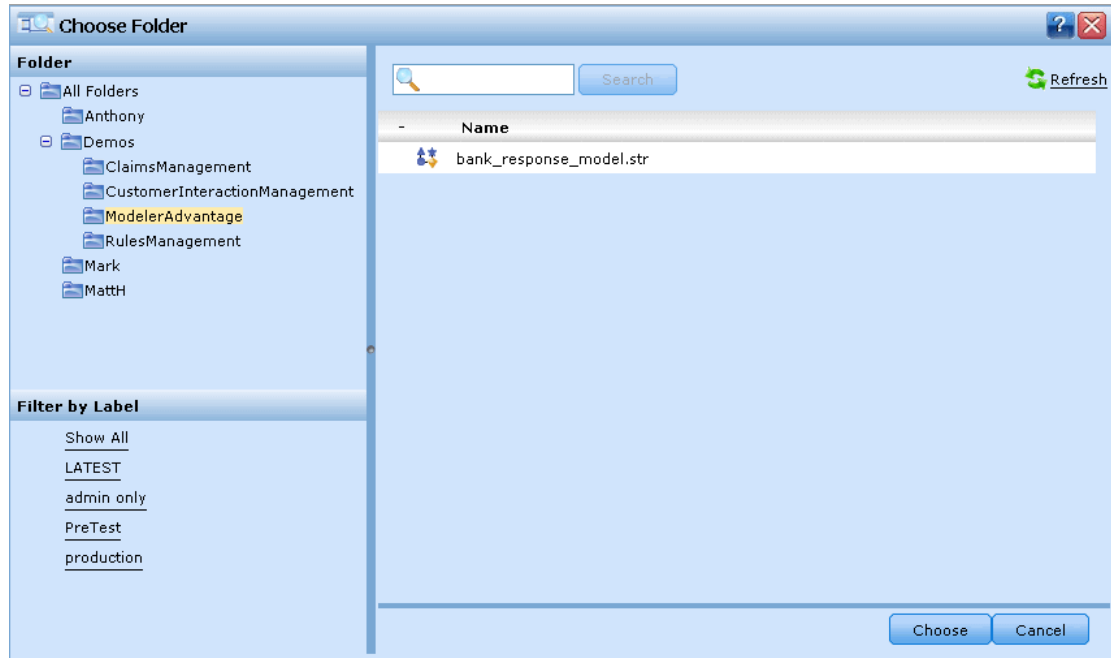 Choose Folder
?
Folder
All Folders
Anthony
Demos
ClaimsManagement
CustomerInteractionManagement
ModelerAdvantage
RulesManagement
Mark
MattH
Filter by Label
Show All
LATEST
admin only
PreTest
production
Search
Refresh
- Name
bank_response_model.str
Choose Cancel